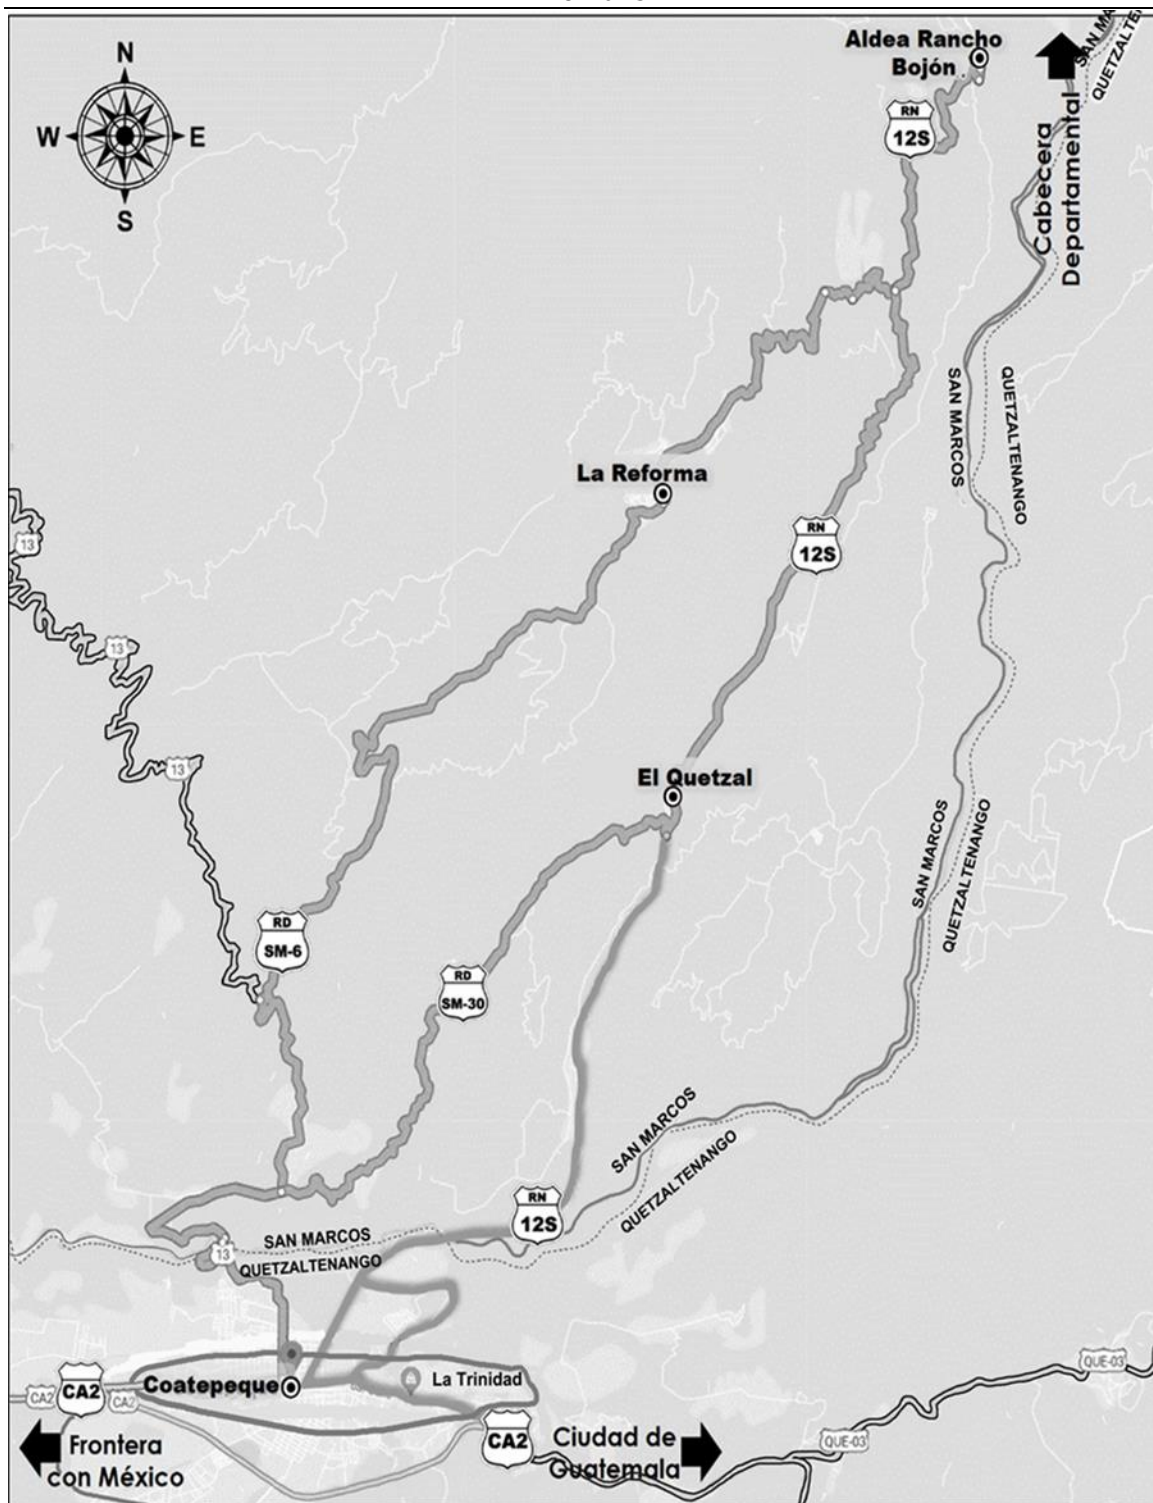 N
W
E
S
Aldea Rancho
Bojón
RN
12S
Cabecera
Departamental
SAN MA
QUETZALTE
SAN MARCOS
QUETZALTENANGO
La Reforma
RN
12S
13
13
13
El Quetzal
SAN MARCOS
QUETZALTENANGO
RD
SM-6
RD
SM-30
SAN MARCOS
QUETZALTENANGO
RN
12S
SAN MARCOS
QUETZALTENANGO
13
CA2
CA2
CA2
Coatepeque
La Trinidad
QUE-03
QUE-03
CA2
Frontera
con México
Ciudad de
Guatemala